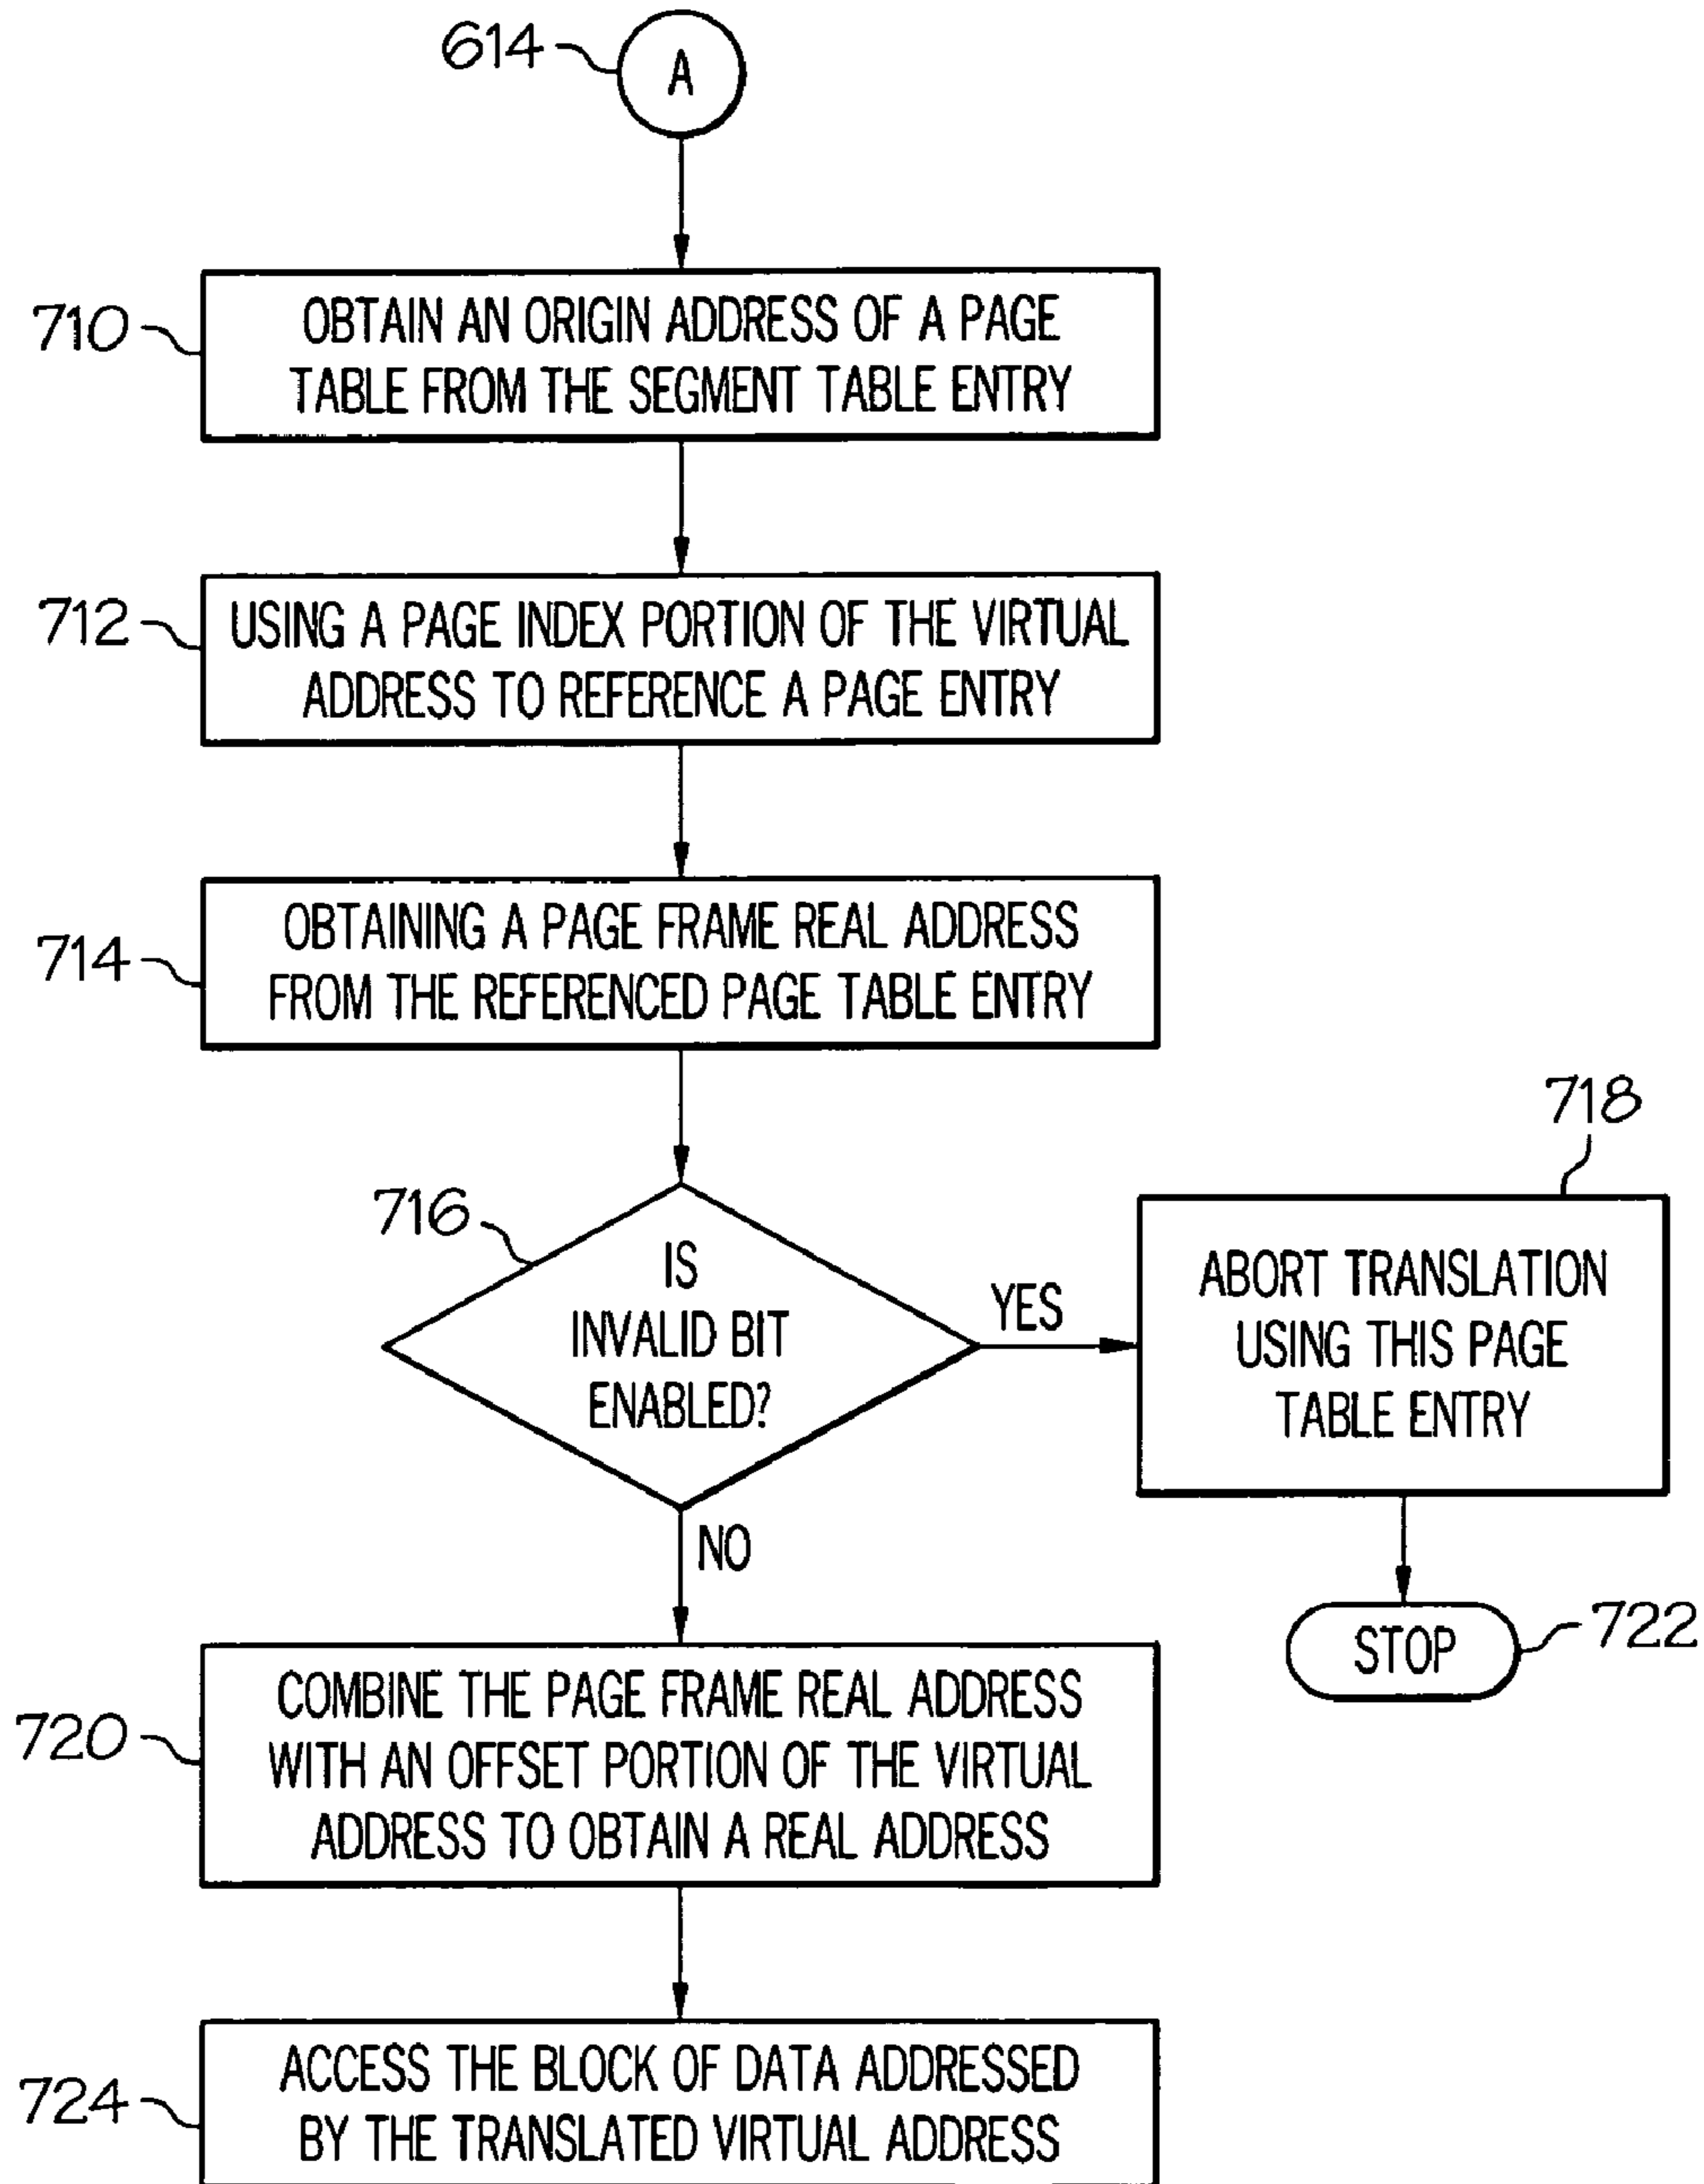 614
A
710
OBTAIN AN ORIGIN ADDRESS OF A PAGE
TABLE FROM THE SEGMENT TABLE ENTRY
712
USING A PAGE INDEX PORTION OF THE VIRTUAL
ADDRESS TO REFERENCE A PAGE ENTRY
714
OBTAINING A PAGE FRAME REAL ADDRESS
FROM THE REFERENCED PAGE TABLE ENTRY
716
IS
INVALID BIT
ENABLED?
YES
718
ABORT TRANSLATION
USING THIS PAGE
TABLE ENTRY
NO
STOP
722
720
COMBINE THE PAGE FRAME REAL ADDRESS
WITH AN OFFSET PORTION OF THE VIRTUAL
ADDRESS TO OBTAIN A REAL ADDRESS
724
ACCESS THE BLOCK OF DATA ADDRESSED
BY THE TRANSLATED VIRTUAL ADDRESS